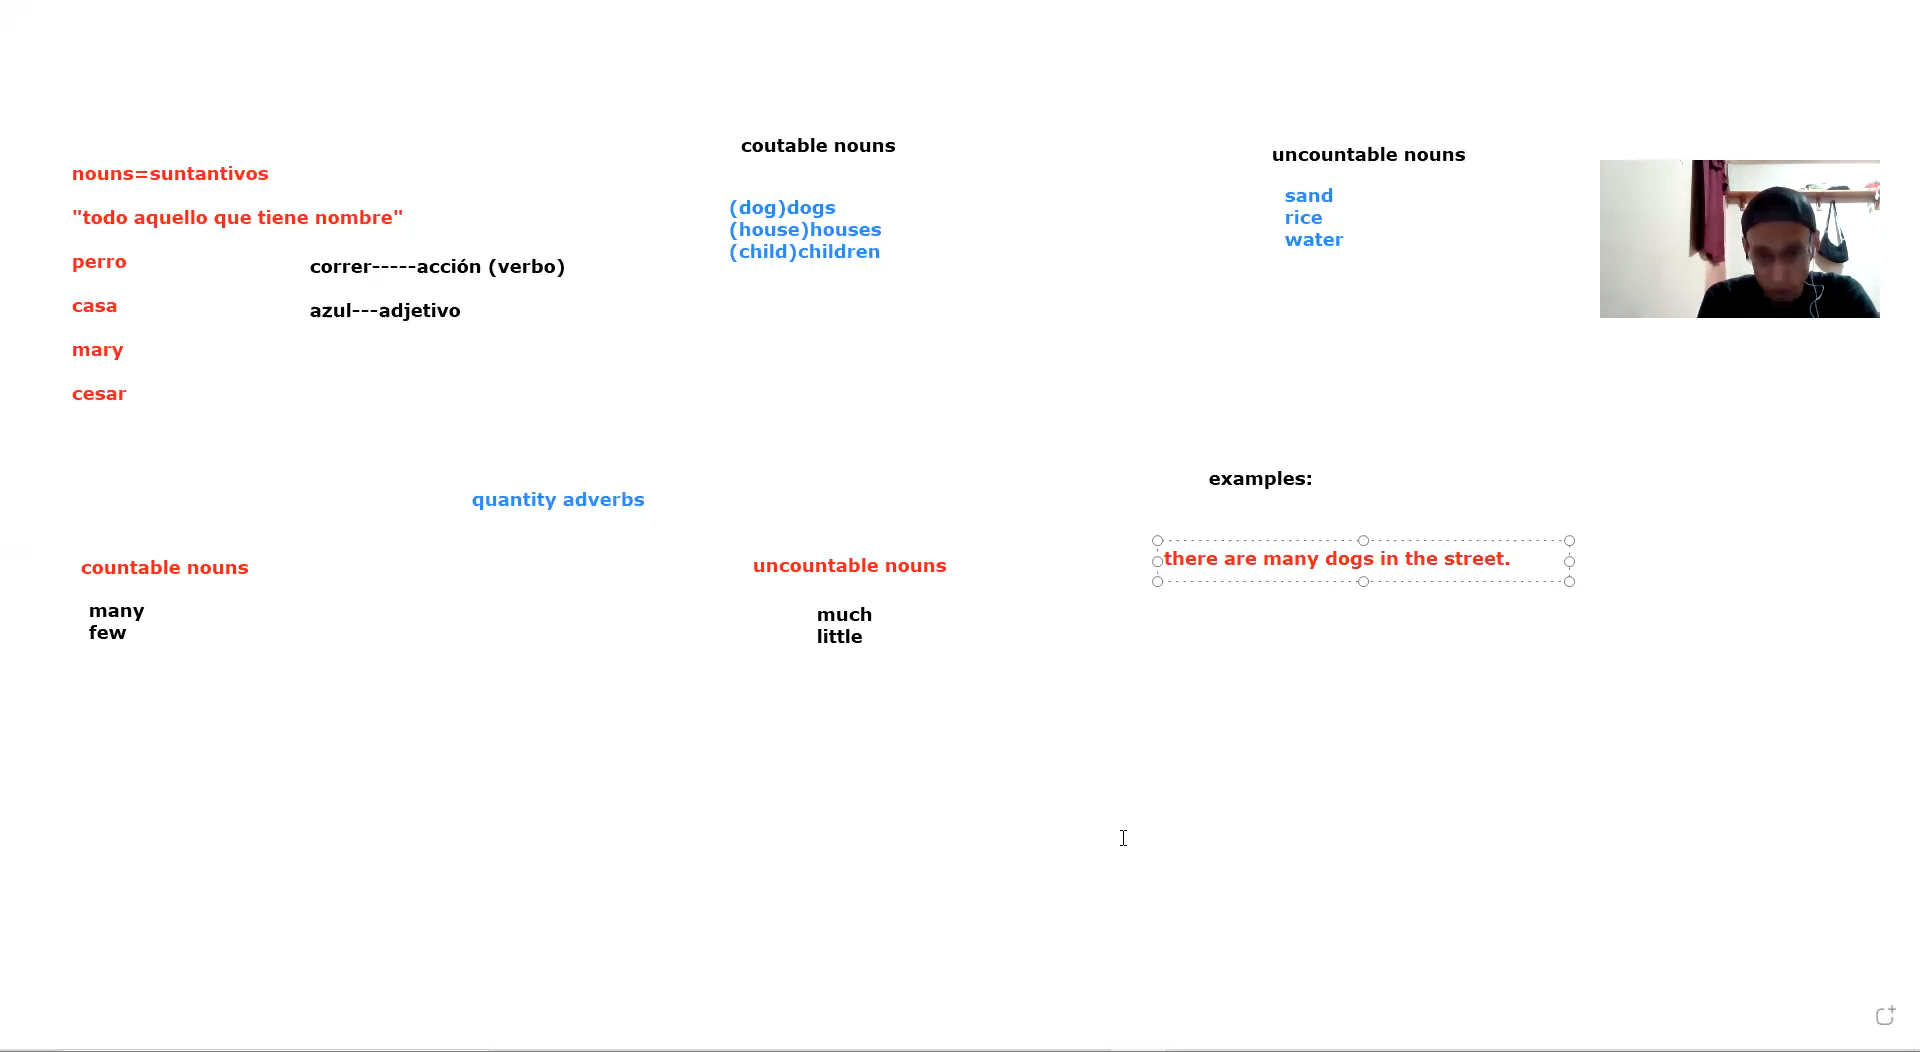 nouns=suntantivos
"todo aquello que tiene nombre"
perro
casa
mary
cesar
correr-----acción (verbo)
azul---adjetivo
coutable nouns
(dog)dogs
(house)houses
(child)children
uncountable nouns
sand
rice
water
quantity adverbs
countable nouns
many
few
uncountable nouns
much
little
examples:
there are many dogs in the street.